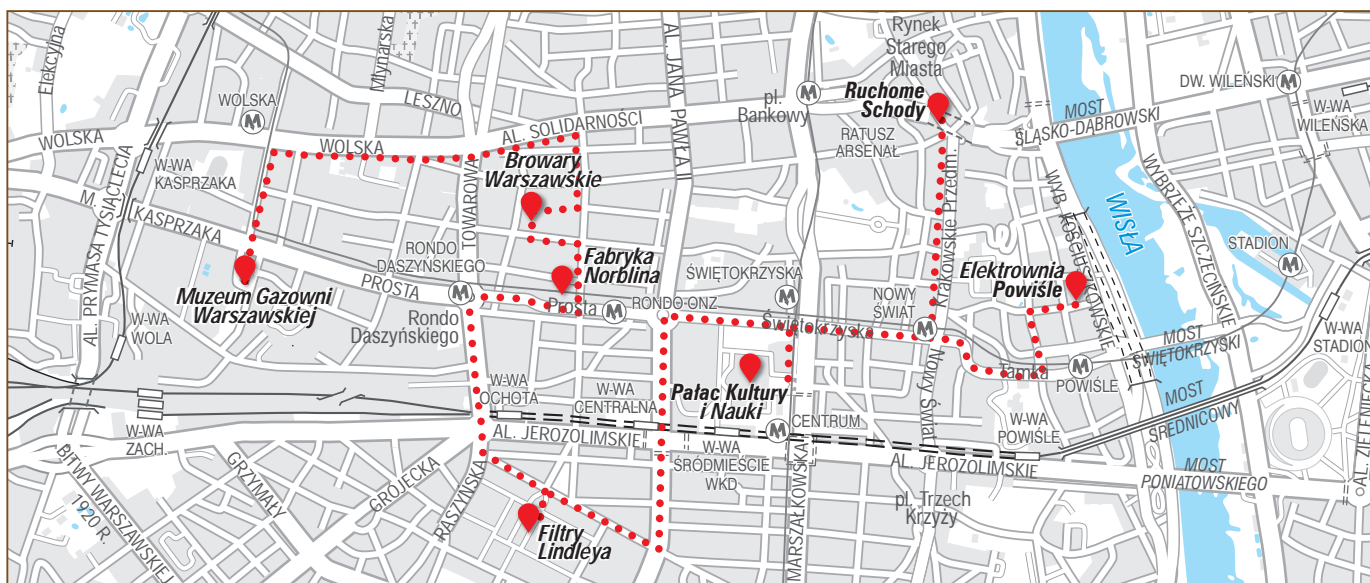 Elekcyjna
Młynarska
AL. JANA PAWŁA II
Rynek
Starego
Miasta
DW. WILEŃSKI
M
W-WA
WILEŃSKA
WOLSKA
M
LESZNO
pl.
Bankowy
M
Ruchome
Schody
MOST
ŚLĄSKO-DĄBROWSKI
WOLSKA
WOLSKA
AL. SOLIDARNOŚCI
RATUSZ
ARSENAŁ
W-WA
KASPRZAKA
AL. PRYMASA TYSIĄCLECIA
TOWAROWA
Browary
Warszawskie
Krakowskie Przedm.
WYB. KOŚCIUSZKOWSKIE
WISŁA
WYBRZEŻE SZCZECIŃSKIE
M. KASPRZAKA
RONDO
DASZYŃSKIEGO
M
Fabryka
Norblina
ŚWIĘTOKRZYSKA
M
Elektrownia
Powiśle
STADION
M
Muzeum Gazowni
Warszawskiej
PROSTA
Prosta
M
RONDO ONZ
NOWY
ŚWIAT
M
Rondo
Daszyńskiego
Świętokrzyska
MOST
ŚWIĘTOKRZYSKI
W-WA
WOLA
W-WA
STADION
Pałac Kultury
i Nauki
Nowy Świat
Tamka
M
POWIŚLE
W-WA
OCHOTA
W-WA
CENTRALNA
M
CENTRUM
W-WA
POWIŚLE
MOST
ŚREDNICOWY
W-WA
ZACH.
AL. JEROZOLIMSKIE
W-WA
ŚRÓDMIEŚCIE
WKD
MARSZAŁKOWSKA
AL. JEROZOLIMSKIE
MOST
PONIATOWSKIEGO
BITWY WARSZAWSKIEJ
1920 R.
GRZYMAŁY
GRÓJECKA
RASZYŃSKA
Filtry
Lindleya
pl. Trzech
Krzyży